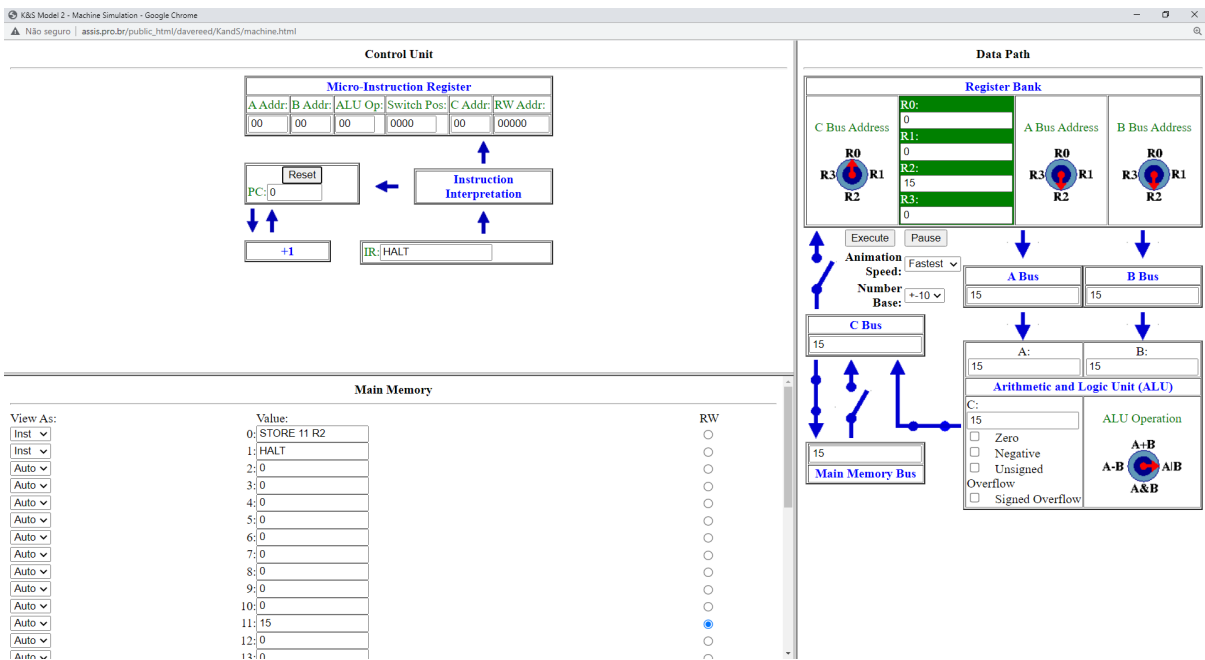 K&S Model 2 - Machine Simulation - Google Chrome
Não seguro | assis.pro.br/public_html/davereed/KandS/machine.html
Control Unit
Micro-Instruction Register
A Addr: B Addr: ALU Op: Switch Pos: C Addr: RW Addr:
00 00 00 0000 00 00000
Reset
PC: 0
Instruction
Interpretation
+1
IR: HALT
Main Memory
View As: Value: RW
Inst 0: STORE 11 R2
Inst 1: HALT
Auto 2: 0
Auto 3: 0
Auto 4: 0
Auto 5: 0
Auto 6: 0
Auto 7: 0
Auto 8: 0
Auto 9: 0
Auto 10: 0
Auto 11: 15
Auto 12: 0
Auto 13: 0
Data Path
Register Bank
C Bus Address
R0
R3 R1
R2
R0:
0
R1:
0
R2:
15
R3:
0
A Bus Address
R0
R3 R1
R2
B Bus Address
R0
R3 R1
R2
Execute Pause
Animation
Speed: Fastest
Number
Base: +-10
A Bus
15
B Bus
15
C Bus
15
A:
15
B:
15
Arithmetic and Logic Unit (ALU)
C:
15
Zero
Negative
Unsigned
Overflow
Signed Overflow
ALU Operation
A+B
A-B A|B
A&B
15
Main Memory Bus